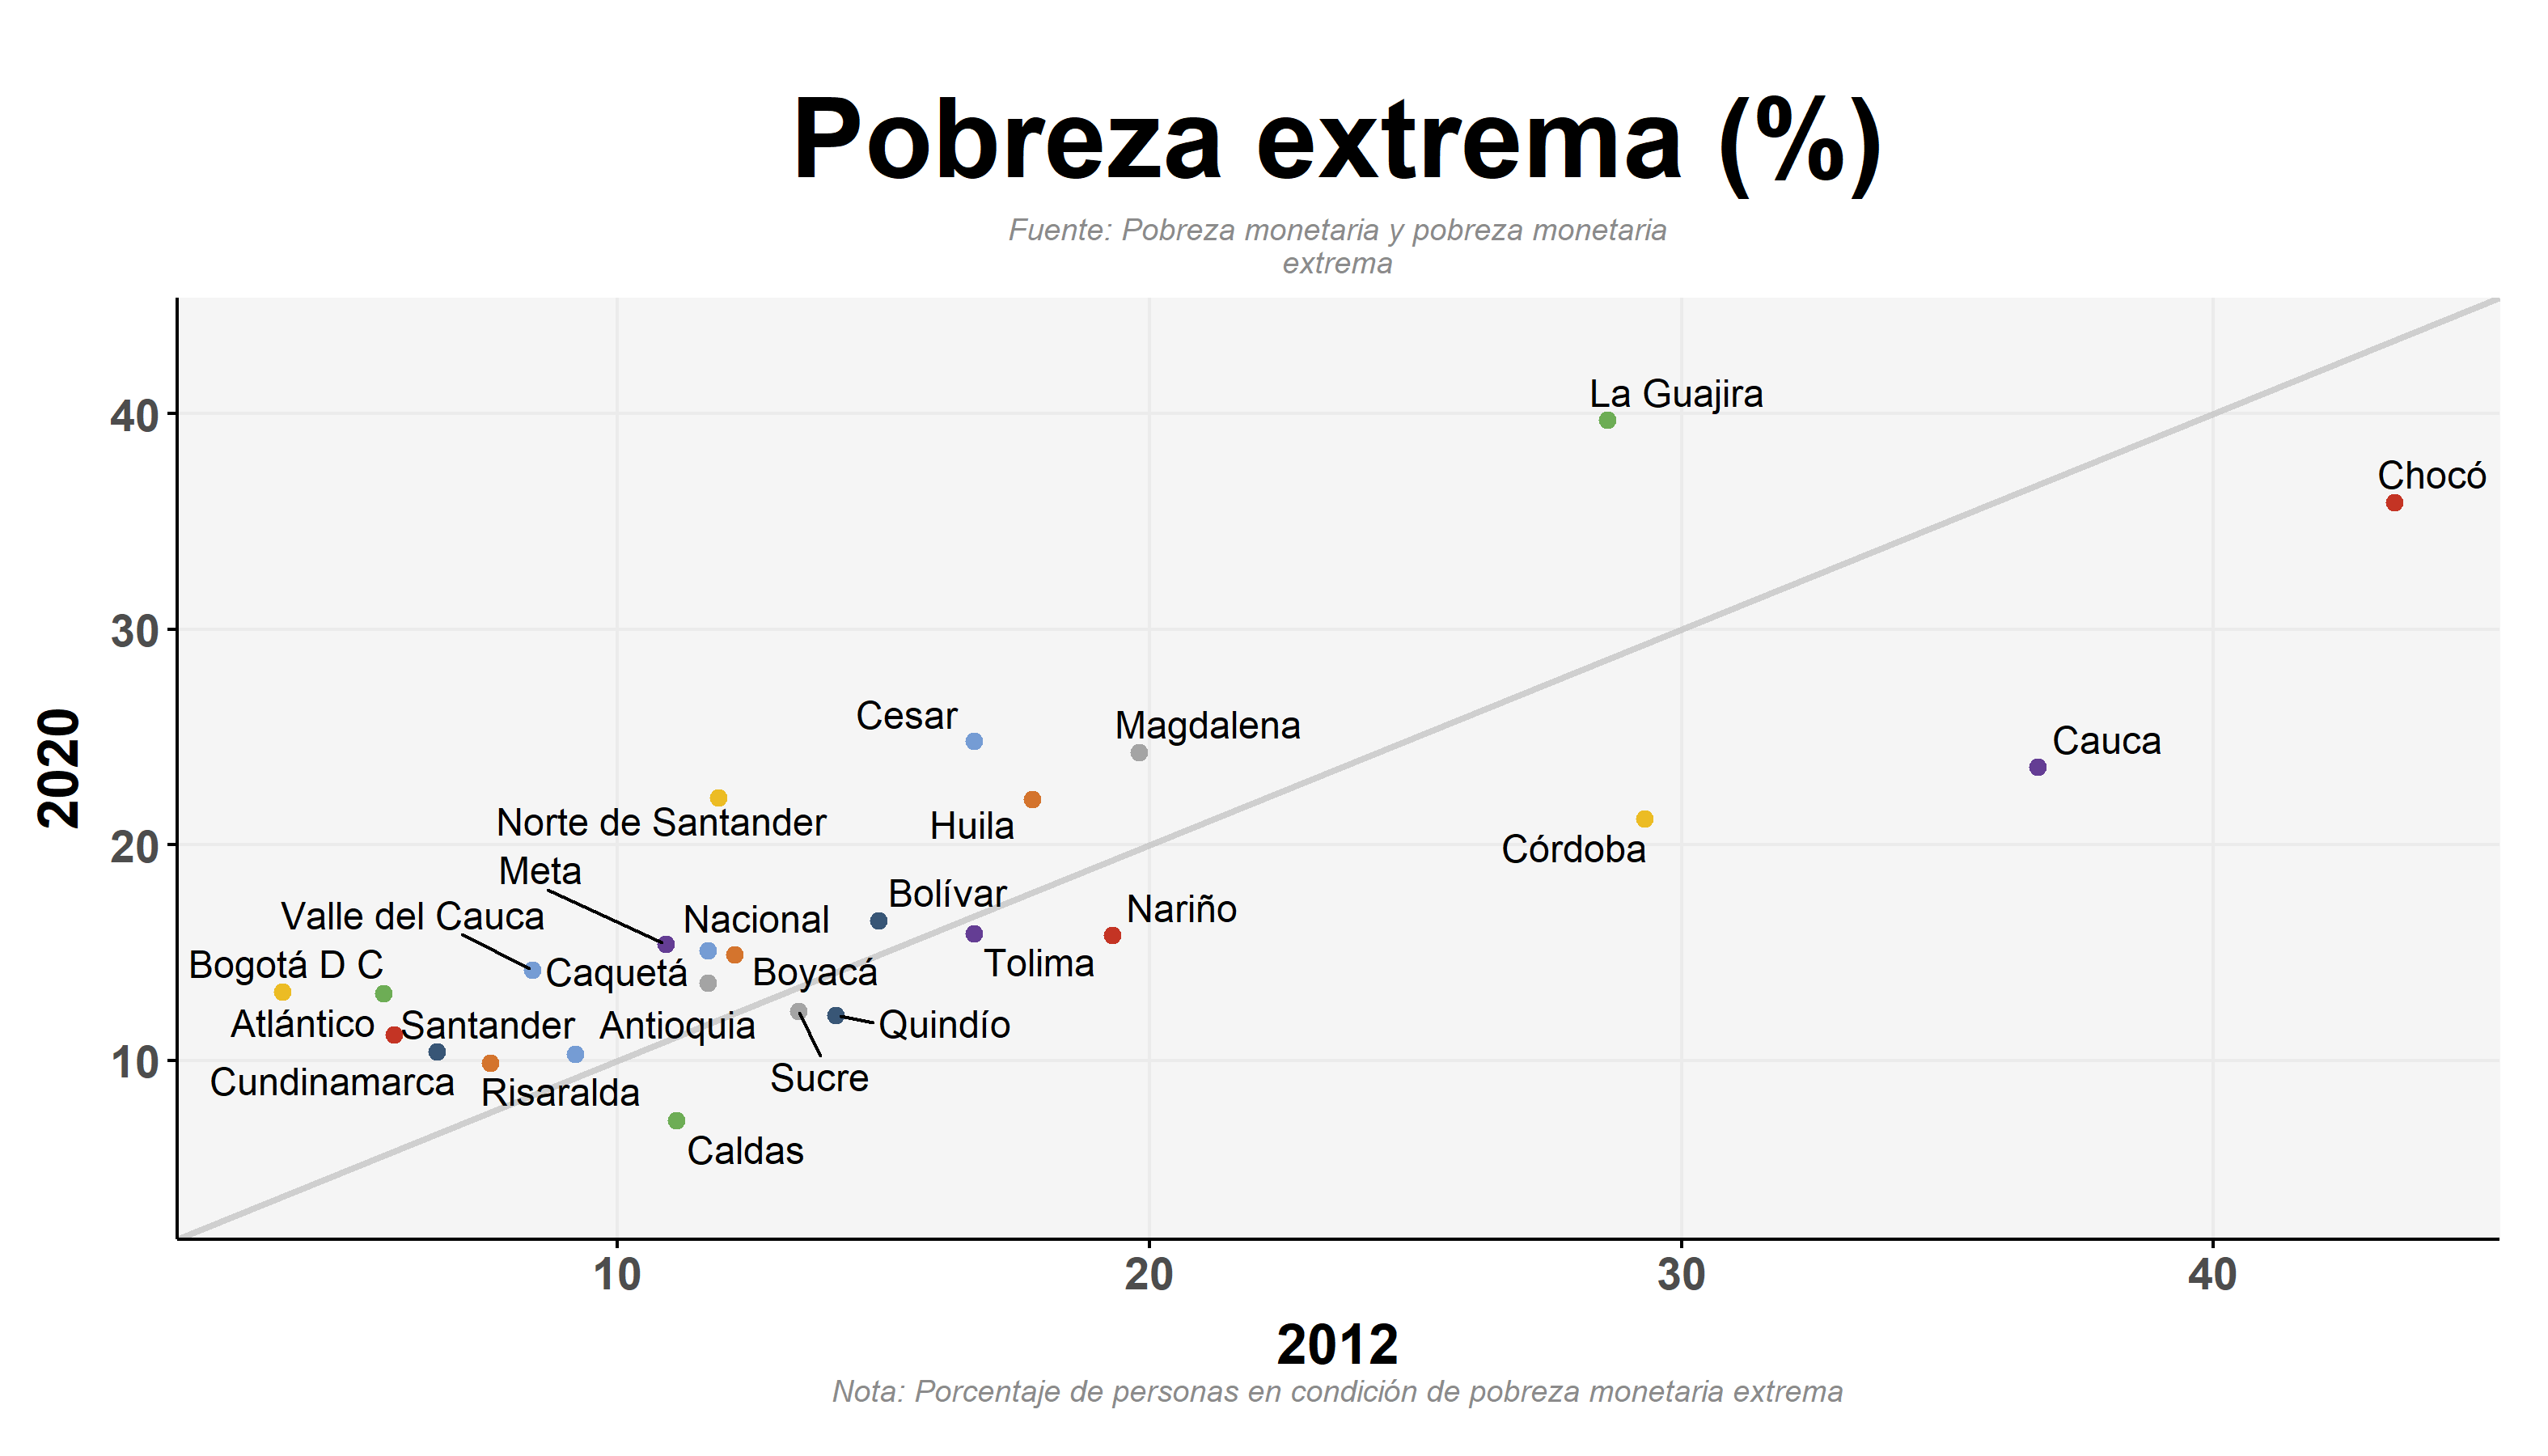 Pobreza extrema (%)
Fuente: Pobreza monetaria y pobreza monetaria
extrema
40
30
20
10
2020
La Guajira
Chocó
Cesar
Magdalena
Cauca
Norte de Santander
Huila
Córdoba
Meta
Bolívar
Valle del Cauca
Nacional
Nariño
Bogotá D C
Caquetá
Boyacá
Tolima
Atlántico
Santander
Antioquia
Quindío
Cundinamarca
Risaralda
Sucre
Caldas
10
20
30
40
2012
Nota: Porcentaje de personas en condición de pobreza monetaria extrema